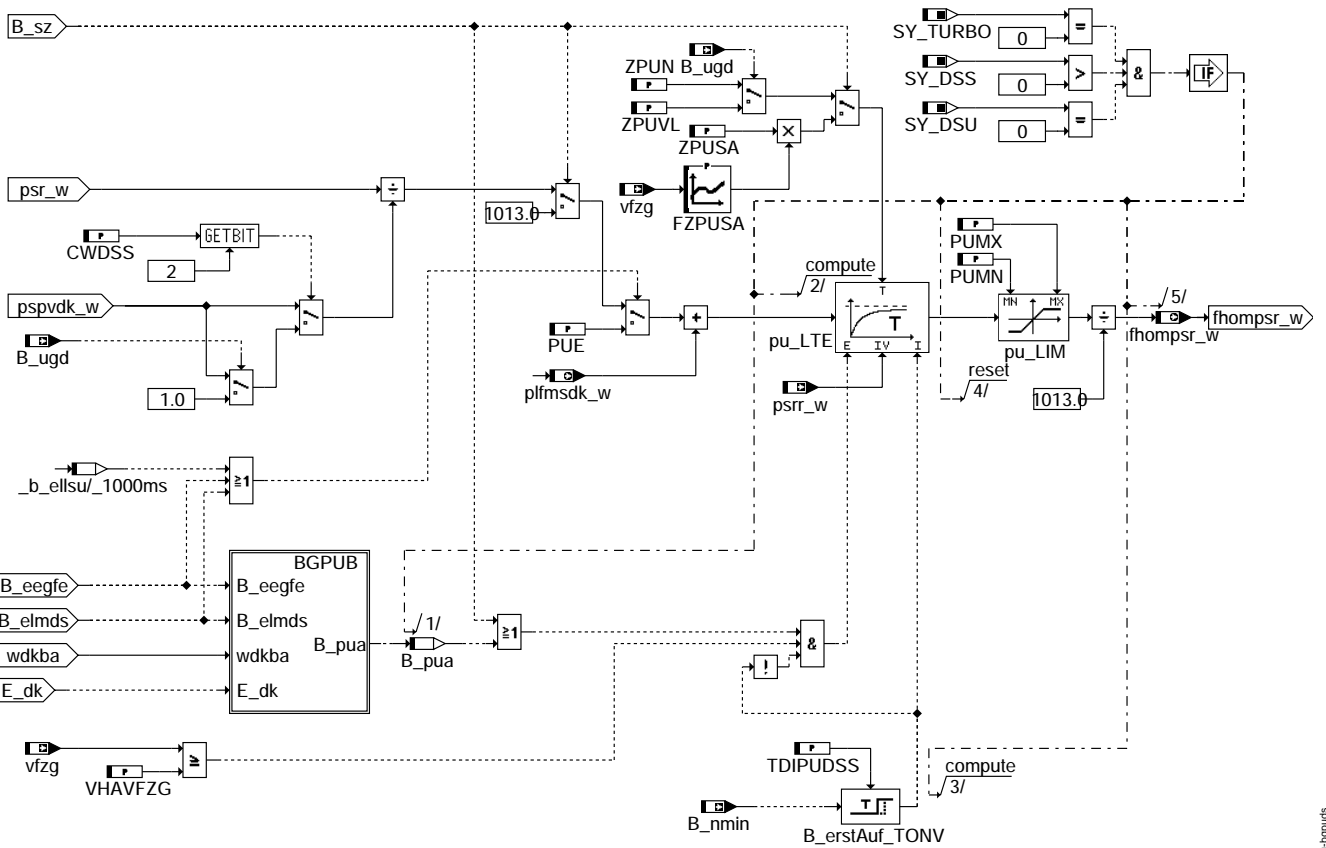 B_sz
SY_TURBO
0
=
SY_DSS
0
>
SY_DSU
0
=
&
IF
ZPUN B_ugd
P
ZPUVL
P
ZPUSA
P
×
vfzg
P
FZPUSA
psr_w
÷
1013.0
CWDSS
P
GETBIT
2
pspvdk_w
B_ugd
1.0
PUE
P
+
plfmsdk_w
compute
2/
T
T
E IV I
pu_LTE
psrr_w
PUMX
P
PUMN
P
MN MX
pu_LIM
reset
4/
÷
1013.0
/5/
fhompsr_w
fhompsr_w
_b_ellsu/_1000ms
≥1
B_eegfe
B_elmds
wdkba
E_dk
BGPUB
B_eegfe
B_elmds
wdkba
E_dk
B_pua
/1/
B_pua
≥1
&
!
vfzg
VHAVFZG
P
≥
TDIPUDSS
P
compute
3/
B_nmin
T
B_erstAuf_TONV